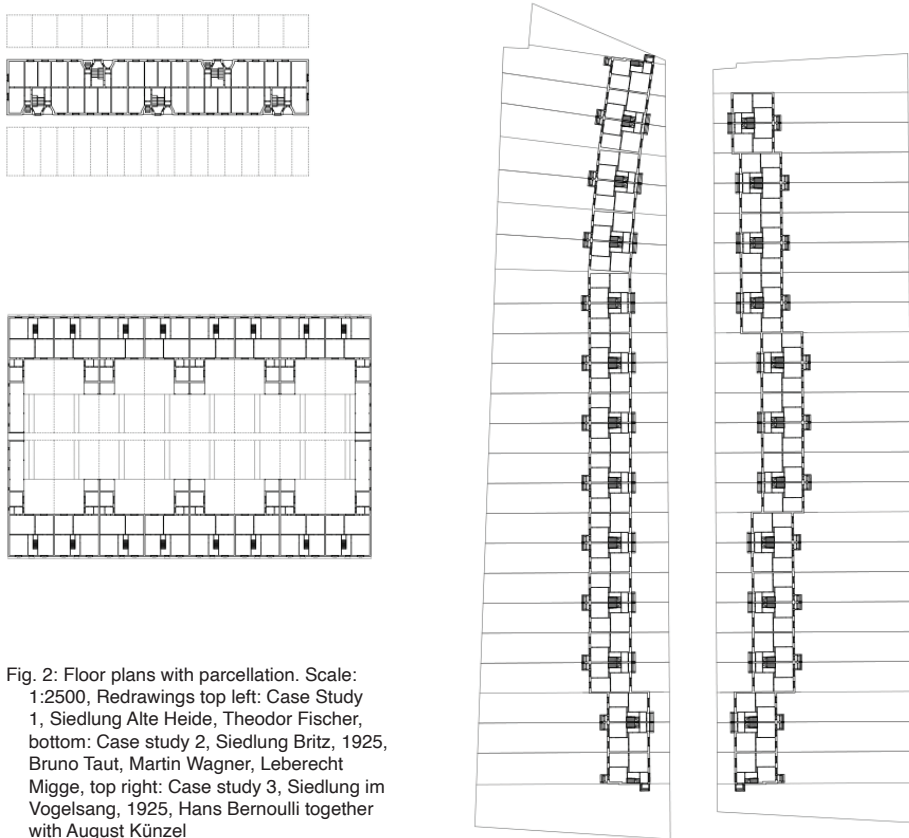 Fig. 2: Floor plans with parcellation. Scale:
1:2500, Redrawings top left: Case Study
1, Siedlung Alte Heide, Theodor Fischer,
bottom: Case study 2, Siedlung Britz, 1925,
Bruno Taut, Martin Wagner, Leberecht
Migge, top right: Case study 3, Siedlung im
Vogelsang, 1925, Hans Bernoulli together
with August Künzel